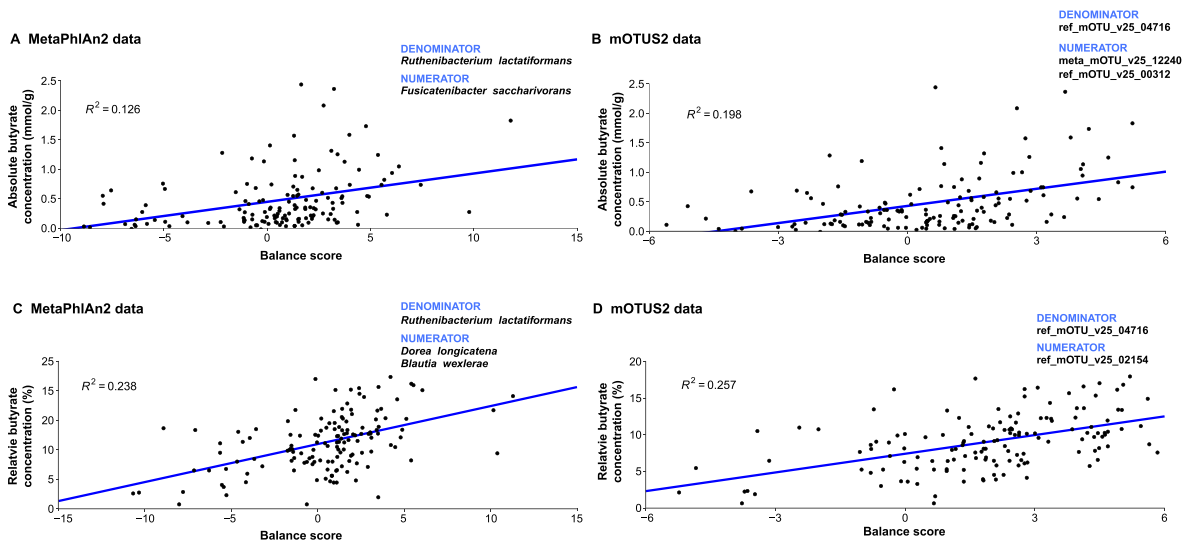 A MetaPhlAn2 data
DENOMINATOR
Ruthenibacterium lactatiformans
NUMERATOR
Fusicatenibacter saccharivorans
R² = 0.126
Absolute butyrate
concentration (mmol/g)
2.5
2.0
1.5
1.0
0.5
0.0
−10
−5
0
5
10
15
Balance score
B mOTUS2 data
DENOMINATOR
ref_mOTU_v25_04716
NUMERATOR
meta_mOTU_v25_12240
ref_mOTU_v25_00312
R² = 0.198
Absolute butyrate
concentration (mmol/g)
2.5
2.0
1.5
1.0
0.5
0.0
−6
−3
0
3
6
Balance score
C MetaPhlAn2 data
DENOMINATOR
Ruthenibacterium lactatiformans
NUMERATOR
Dorea longicatena
Blautia wexlerae
R² = 0.238
Relatvie butyrate
concentration (%)
25
15
20
10
5
0
−15
−10
−5
0
5
10
15
Balance score
D mOTUS2 data
DENOMINATOR
ref_mOTU_v25_04716
NUMERATOR
ref_mOTU_v25_02154
R² = 0.257
Relatvie butyrate
concentration (%)
20
15
10
5
0
−6
−3
0
3
6
Balance score